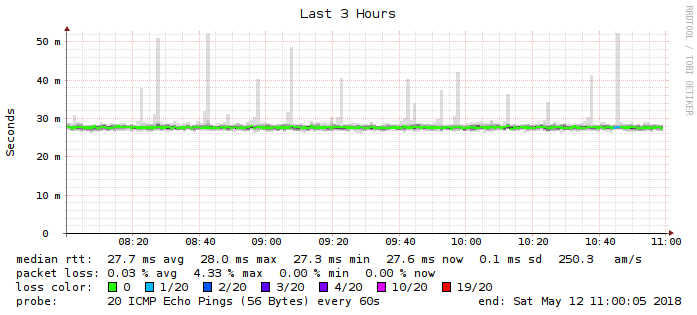 Last 3 Hours
RRDTOOL / TOBI OETIKER
Seconds
50 m
40 m
30 m
20 m
10 m
0
08:20 08:40 09:00 09:20 09:40 10:00 10:20 10:40 11:00
median rtt: 27.7 ms avg 28.0 ms max 27.3 ms min 27.6 ms now 0.1 ms sd 250.3 am/s
packet loss: 0.03 % avg 4.33 % max 0.00 % min 0.00 % now
loss color: 0 1/20 2/20 3/20 4/20 10/20 19/20
probe: 20 ICMP Echo Pings (56 Bytes) every 60s end: Sat May 12 11:00:05 2018